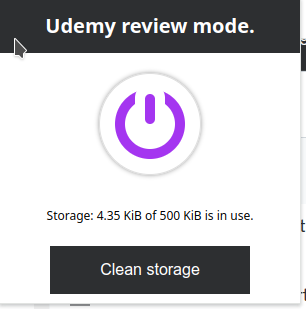 Udemy review mode.
Storage: 4.35 KiB of 500 KiB is in use.
Clean storage